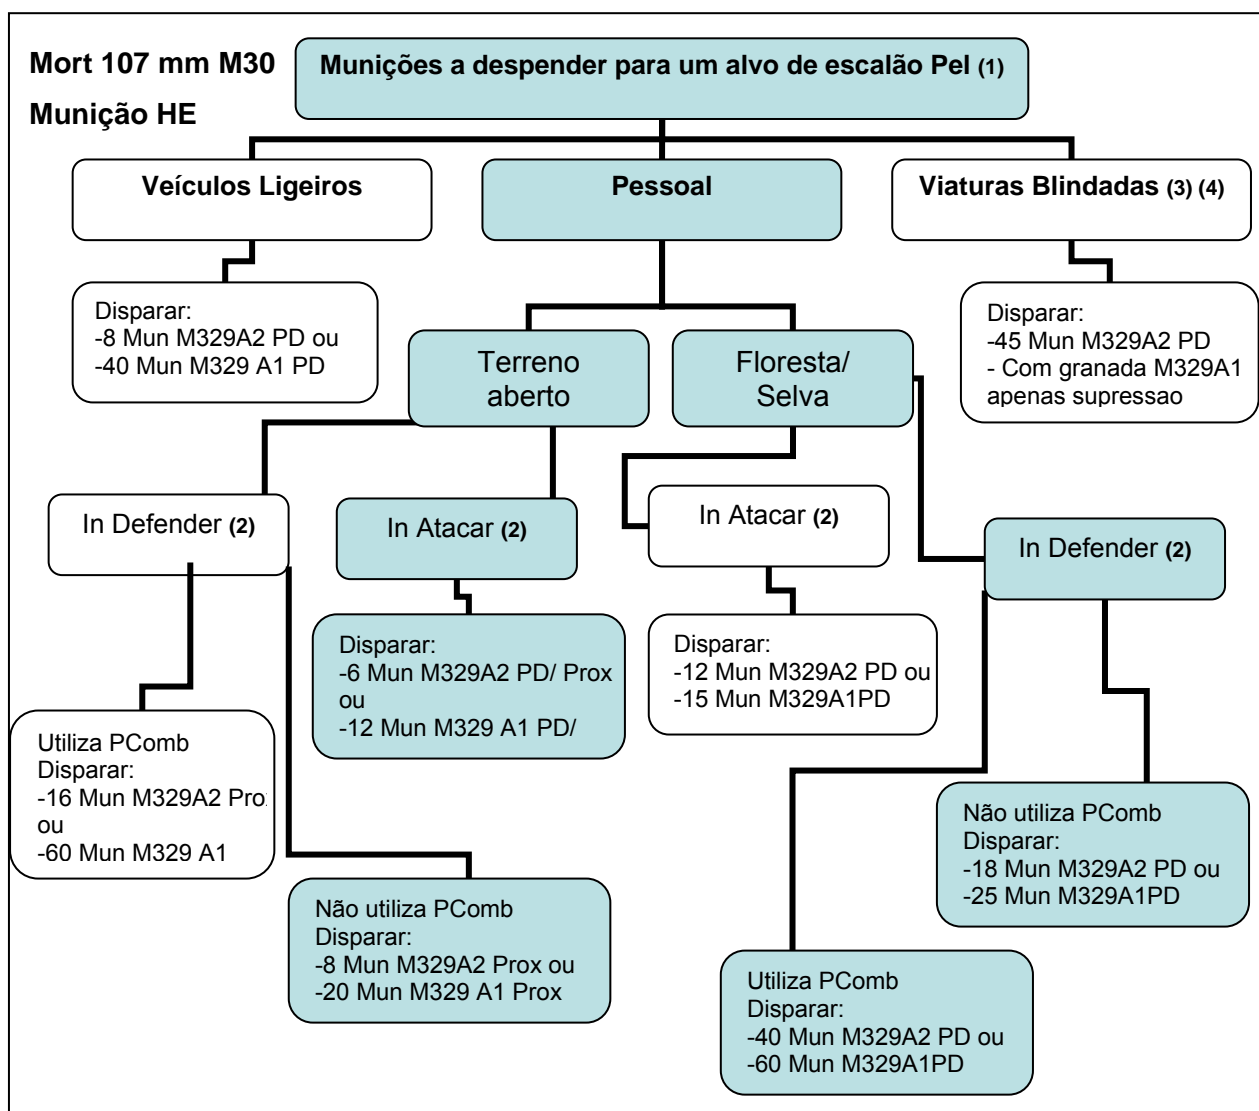 Mort 107 mm M30
Munição HE
Munições a despender para um alvo de escalão Pel (1)
Veículos Ligeiros
Pessoal
Viaturas Blindadas (3) (4)
Disparar:
-8 Mun M329A2 PD ou
-40 Mun M329 A1 PD
Terreno
aberto
Floresta/
Selva
Disparar:
-45 Mun M329A2 PD
- Com granada M329A1
apenas supressao
In Defender (2)
In Atacar (2)
In Atacar (2)
In Defender (2)
Disparar:
-6 Mun M329A2 PD/ Prox
ou
-12 Mun M329 A1 PD/
Disparar:
-12 Mun M329A2 PD ou
-15 Mun M329A1PD
Utiliza PComb
Disparar:
-16 Mun M329A2 Pro
ou
-60 Mun M329 A1
Não utiliza PComb
Disparar:
-8 Mun M329A2 Prox ou
-20 Mun M329 A1 Prox
Não utiliza PComb
Disparar:
-18 Mun M329A2 PD ou
-25 Mun M329A1PD
Utiliza PComb
Disparar:
-40 Mun M329A2 PD ou
-60 Mun M329A1PD